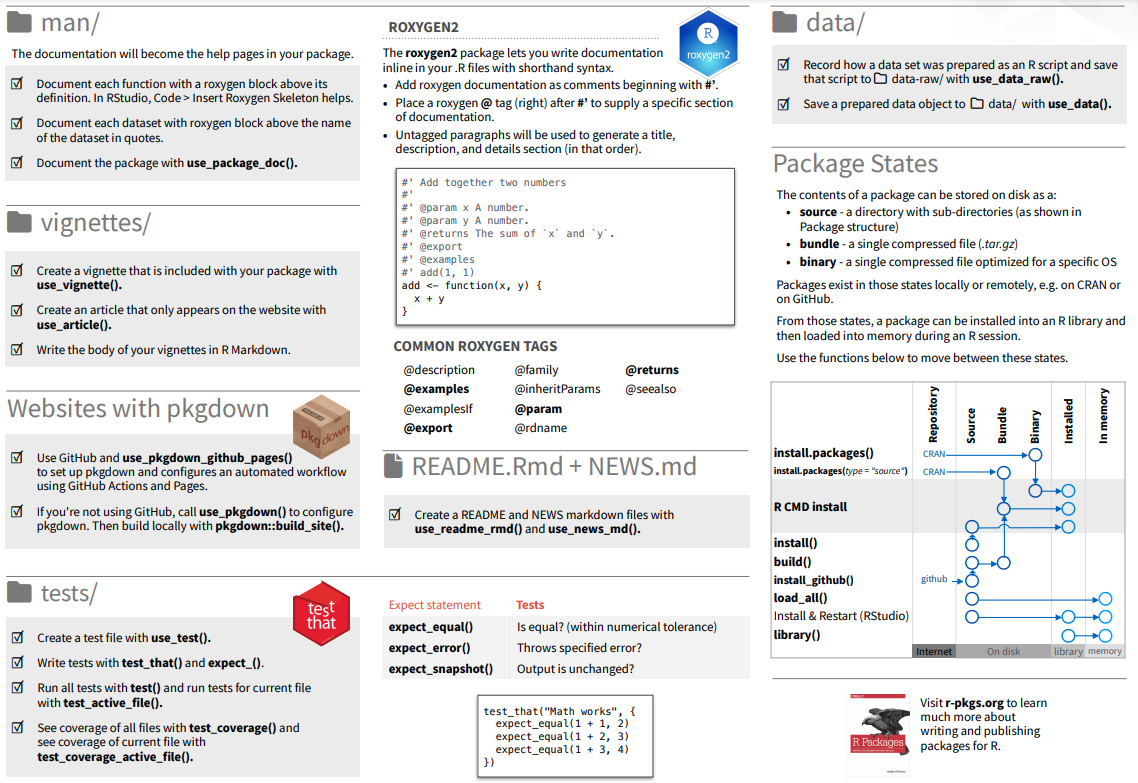 man/
The documentation will become the help pages in your package.
Document each function with a roxygen block above its
definition. In RStudio, Code > Insert Roxygen Skeleton helps.
Document each dataset with roxygen block above the name
of the dataset in quotes.
Document the package with use_package_doc().
vignettes/
Create a vignette that is included with your package with
use_vignette().
Create an article that only appears on the website with
use_article().
Write the body of your vignettes in R Markdown.
Websites with pkgdown
pkgdown
Use GitHub and use_pkgdown_github_pages()
to set up pkgdown and configures an automated workflow
using GitHub Actions and Pages.
If you're not using GitHub, call use_pkgdown() to configure
pkgdown. Then build locally with pkgdown::build_site().
tests/
test
that
Create a test file with use_test().
Write tests with test_that() and expect_().
Run all tests with test() and run tests for current file
with test_active_file().
See coverage of all files with test_coverage() and
see coverage of current file with
test_coverage_active_file().
ROXYGEN2
R
roxygen2
The roxygen2 package lets you write documentation
inline in your .R files with shorthand syntax.
• Add roxygen documentation as comments beginning with #'.
• Place a roxygen @ tag (right) after #' to supply a specific section
of documentation.
• Untagged paragraphs will be used to generate a title,
description, and details section (in that order).
#' Add together two numbers
#'
#' @param x A number.
#' @param y A number.
#' @returns The sum of `x` and `y`.
#' @export
#' @examples
#' add(1, 1)
add <- function(x, y) {
x + y
}
COMMON ROXYGEN TAGS
@description @family @returns
@examples @inheritParams @seealso
@examplesIf @param
@export @rdname
README.Rmd + NEWS.md
Create a README and NEWS markdown files with
use_readme_rmd() and use_news_md().
Expect statement Tests
expect_equal() Is equal? (within numerical tolerance)
expect_error() Throws specified error?
expect_snapshot() Output is unchanged?
test_that("Math works", {
expect_equal(1 + 1, 2)
expect_equal(1 + 2, 3)
expect_equal(1 + 3, 4)
})
data/
Record how a data set was prepared as an R script and save
that script to data-raw/ with use_data_raw().
Save a prepared data object to data/ with use_data().
Package States
The contents of a package can be stored on disk as a:
• source - a directory with sub-directories (as shown in
Package structure)
• bundle - a single compressed file (.tar.gz)
• binary - a single compressed file optimized for a specific OS
Packages exist in those states locally or remotely, e.g. on CRAN or
on GitHub.
From those states, a package can be installed into an R library and
then loaded into memory during an R session.
Use the functions below to move between these states.
Repository Source Bundle Binary Installed In memory
install.packages() CRAN
install.packages(type = "source") CRAN
R CMD install
install()
build()
install_github() github
load_all()
Install & Restart (RStudio)
library()
Internet On disk library memory
R Packages
Visit r-pkgs.org to learn
much more about
writing and publishing
packages for R.